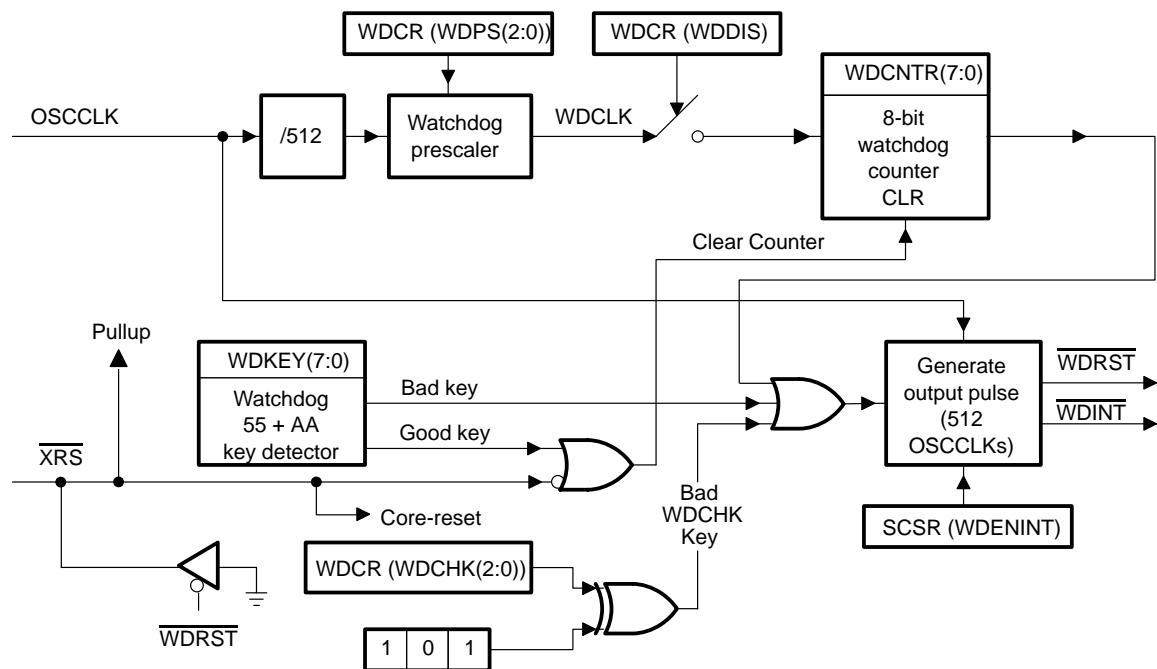 WDCR (WDPS(2:0))
WDCR (WDDIS)
WDCNTR(7:0)
OSCCLK
/512
Watchdog
prescaler
WDCLK
8-bit
watchdog
counter
CLR
Clear Counter
Pullup
WDKEY(7:0)
Watchdog
55 + AA
key detector
Bad key
Good key
Generate
output pulse
(512
OSCCLKs)
WDRST
WDINT
XRS
Core-reset
Bad
WDCHK
Key
SCSR (WDENINT)
WDCR (WDCHK(2:0))
WDRST
1 0 1